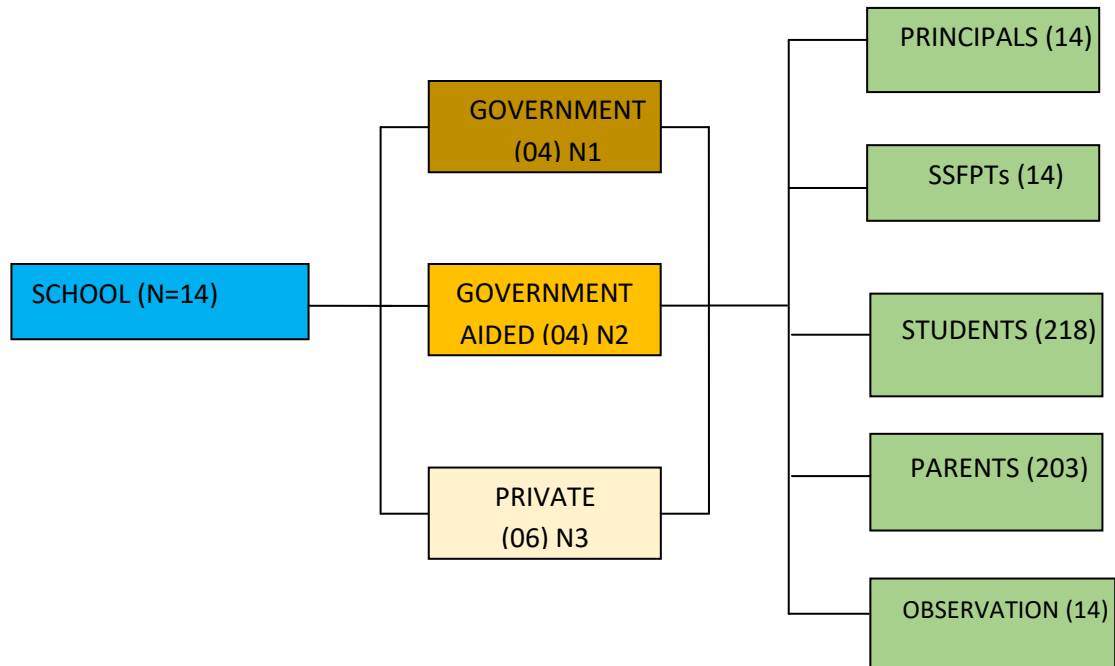 SCHOOL (N=14)
GOVERNMENT
(04) N1
GOVERNMENT
AIDED (04) N2
PRIVATE
(06) N3
PRINCIPALS (14)
SSFPTs (14)
STUDENTS (218)
PARENTS (203)
OBSERVATION (14)